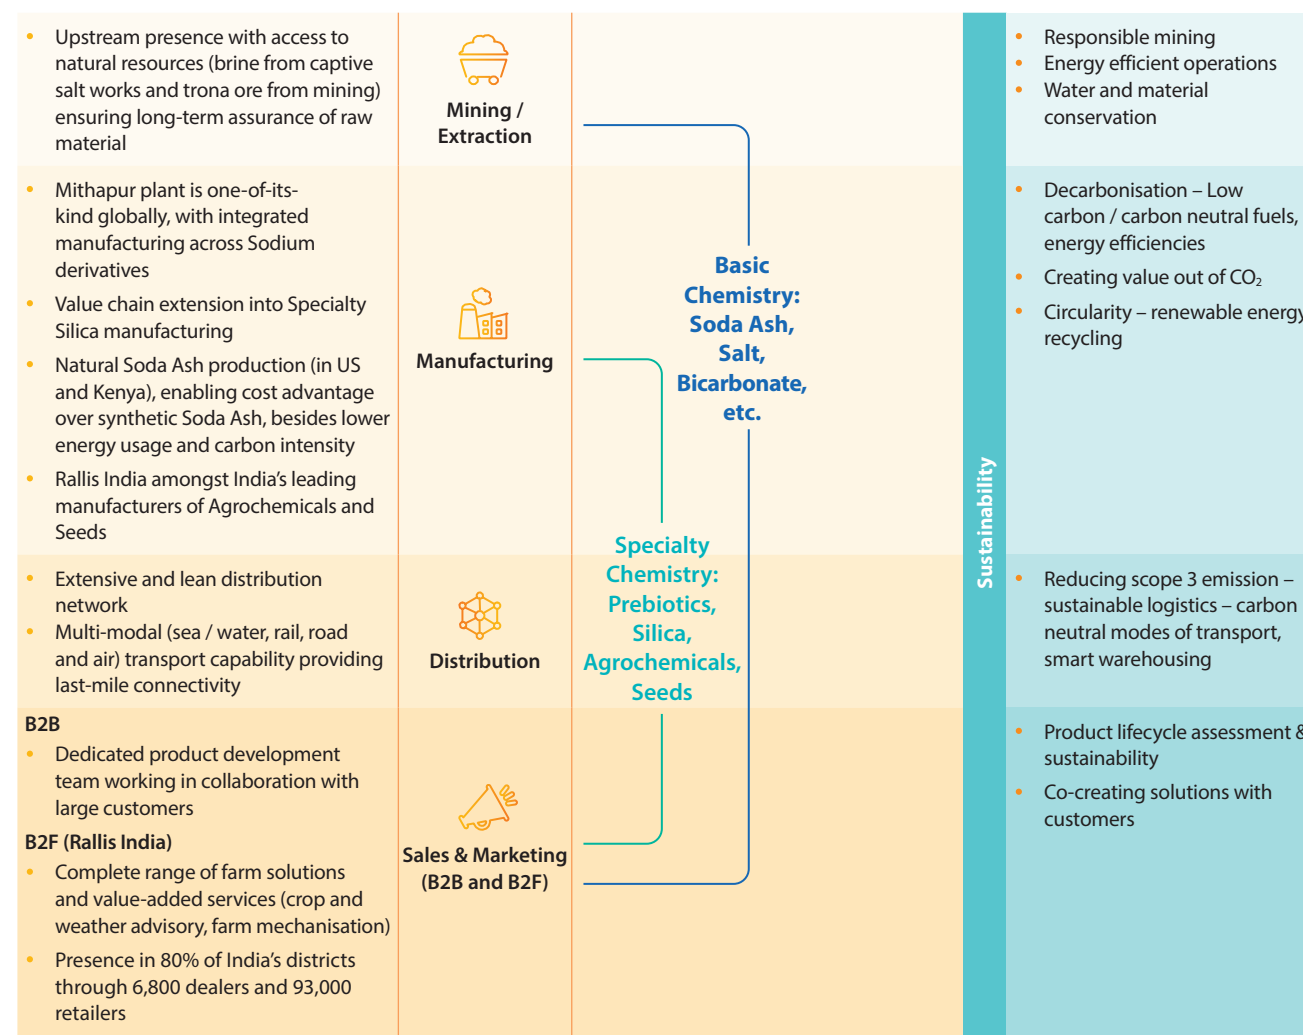 • Upstream presence with access to
natural resources (brine from captive
salt works and trona ore from mining)
ensuring long-term assurance of raw
material
Mining /
Extraction
• Responsible mining
• Energy efficient operations
• Water and material
conservation
• Mithapur plant is one-of-its-
kind globally, with integrated
manufacturing across Sodium
derivatives
• Value chain extension into Specialty
Silica manufacturing
• Natural Soda Ash production (in US
and Kenya), enabling cost advantage
over synthetic Soda Ash, besides lower
energy usage and carbon intensity
• Rallis India amongst India’s leading
manufacturers of Agrochemicals and
Seeds
Manufacturing
Basic
Chemistry:
Soda Ash,
Salt,
Bicarbonate,
etc.
• Decarbonisation – Low
carbon / carbon neutral fuels,
energy efficiencies
• Creating value out of CO₂
• Circularity – renewable energy
recycling
Sustainability
• Extensive and lean distribution
network
• Multi-modal (sea / water, rail, road
and air) transport capability providing
last-mile connectivity
Distribution
Specialty
Chemistry:
Prebiotics,
Silica,
Agrochemicals,
Seeds
• Reducing scope 3 emission –
sustainable logistics – carbon
neutral modes of transport,
smart warehousing
B2B
• Dedicated product development
team working in collaboration with
large customers
B2F (Rallis India)
• Complete range of farm solutions
and value-added services (crop and
weather advisory, farm mechanisation)
• Presence in 80% of India’s districts
through 6,800 dealers and 93,000
retailers
Sales & Marketing
(B2B and B2F)
• Product lifecycle assessment &
sustainability
• Co-creating solutions with
customers